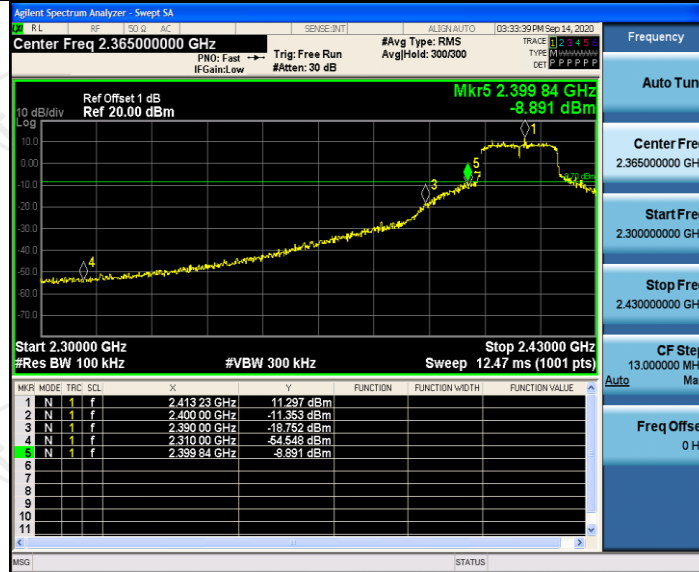 Agilent Spectrum Analyzer - Swept SA
RL RF 50 Ω AC SENSE:INT ALIGN AUTO 03:33:39 PM Sep 14, 2020
Center Freq 2.365000000 GHz
PNO: Fast
IFGain:Low
Trig: Free Run
#Atten: 30 dB
#Avg Type: RMS
Avg|Hold: 300/300
TRACE 1 2 3 4 5 6
TYPE M
DET P P P P P P
Ref Offset 1 dB
10 dB/div Ref 20.00 dBm
Log
Mkr5 2.399 84 GHz
-8.891 dBm
10.0
0.00
-10.0
-20.0
-30.0
-40.0
-50.0
-60.0
-70.0
1
5
3
4
Start 2.30000 GHz Stop 2.43000 GHz
#Res BW 100 kHz #VBW 300 kHz Sweep 12.47 ms (1001 pts)
MKR MODE TRC SCL X Y FUNCTION FUNCTION WIDTH FUNCTION VALUE
1 N 1 f 2.413 23 GHz 11.297 dBm
2 N 1 f 2.400 00 GHz -11.353 dBm
3 N 1 f 2.390 00 GHz -18.752 dBm
4 N 1 f 2.310 00 GHz -54.548 dBm
5 N 1 f 2.399 84 GHz -8.891 dBm
6
7
8
9
10
11
MSG STATUS
Frequency
Auto Tun
Center Fre
2.365000000 GH
Start Fre
2.300000000 GH
Stop Fre
2.430000000 GH
CF Step
13.000000 MH
Auto Ma
Freq Offse
0 H